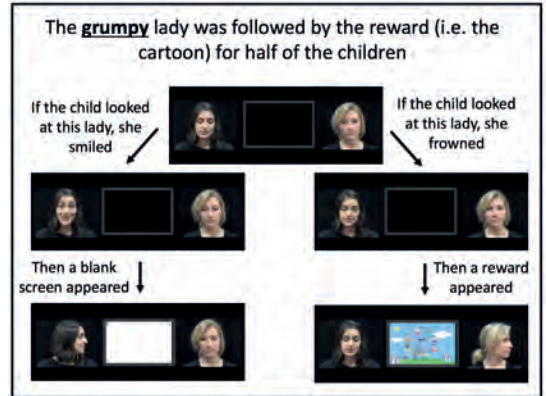 The grumpy lady was followed by the reward (i.e. the
cartoon) for half of the children
If the child looked
at this lady, she
smiled
If the child looked
at this lady, she
frowned
Then a blank
screen appeared
Then a reward
appeared